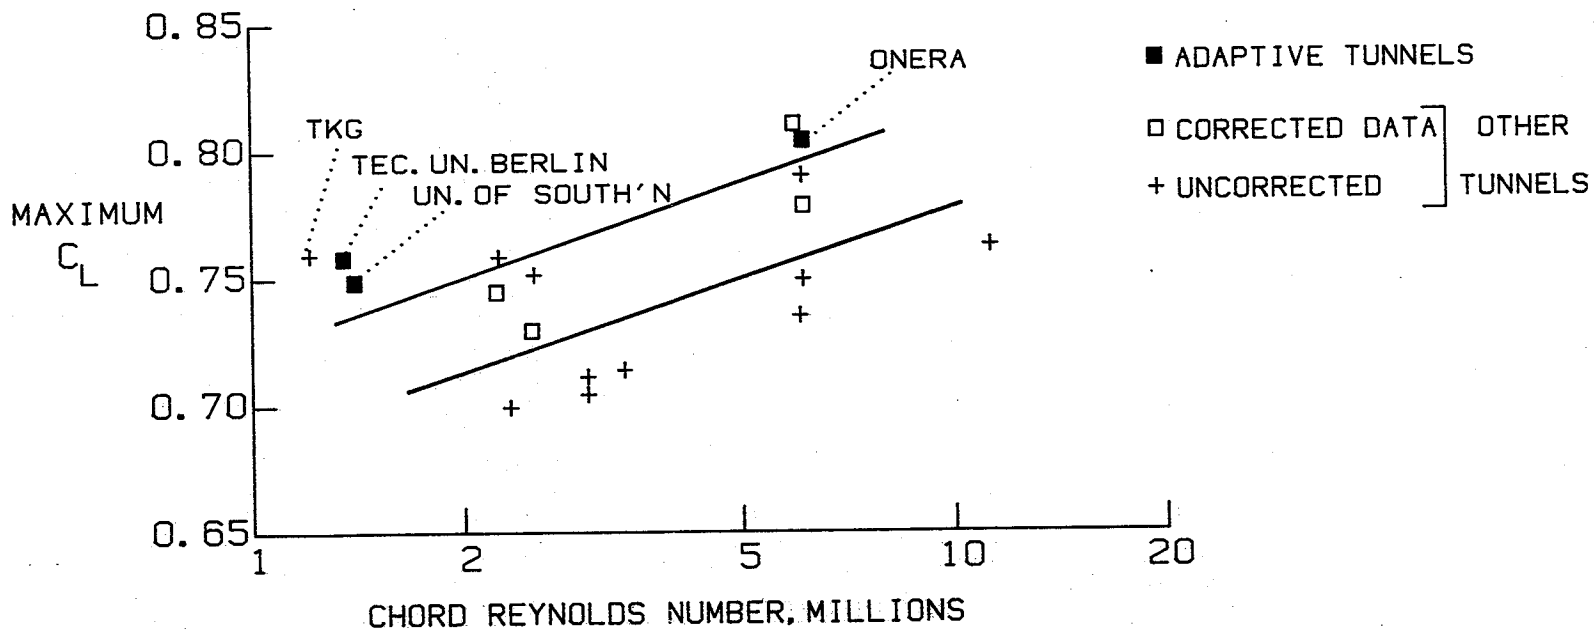 0.85
0.80
0.75
0.70
0.65
MAXIMUM
C_L
TKG
TEC. UN. BERLIN
UN. OF SOUTH'N
ONERA
■ ADAPTIVE TUNNELS
□ CORRECTED DATA
+ UNCORRECTED
OTHER
TUNNELS
1 2 5 10 20
CHORD REYNOLDS NUMBER, MILLIONS